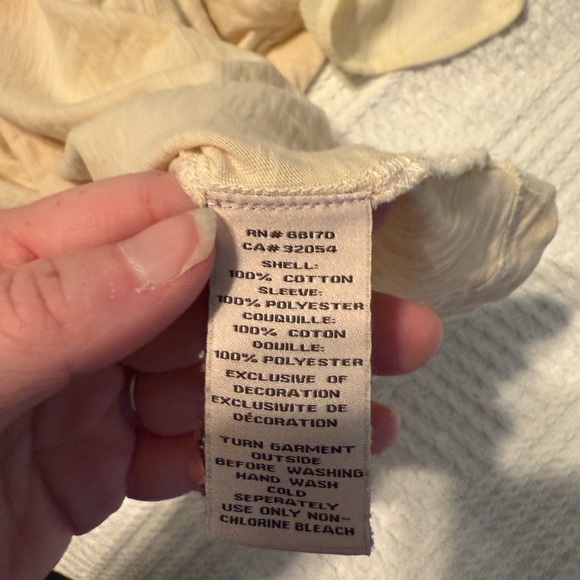 RN# 66170
CA# 32054
SHELL:
100% COTTON
SLEEVE:
100% POLYESTER
COUQUILLE:
100% COTON
DOUILLE:
100% POLYESTER
EXCLUSIVE OF
DECORATION
EXCLUSIVITE DE
DÉCORATION
TURN GARMENT
OUTSIDE
BEFORE WASHING
HAND WASH
COLD
SEPERATELY
USE ONLY NON-
CHLORINE BLEACH